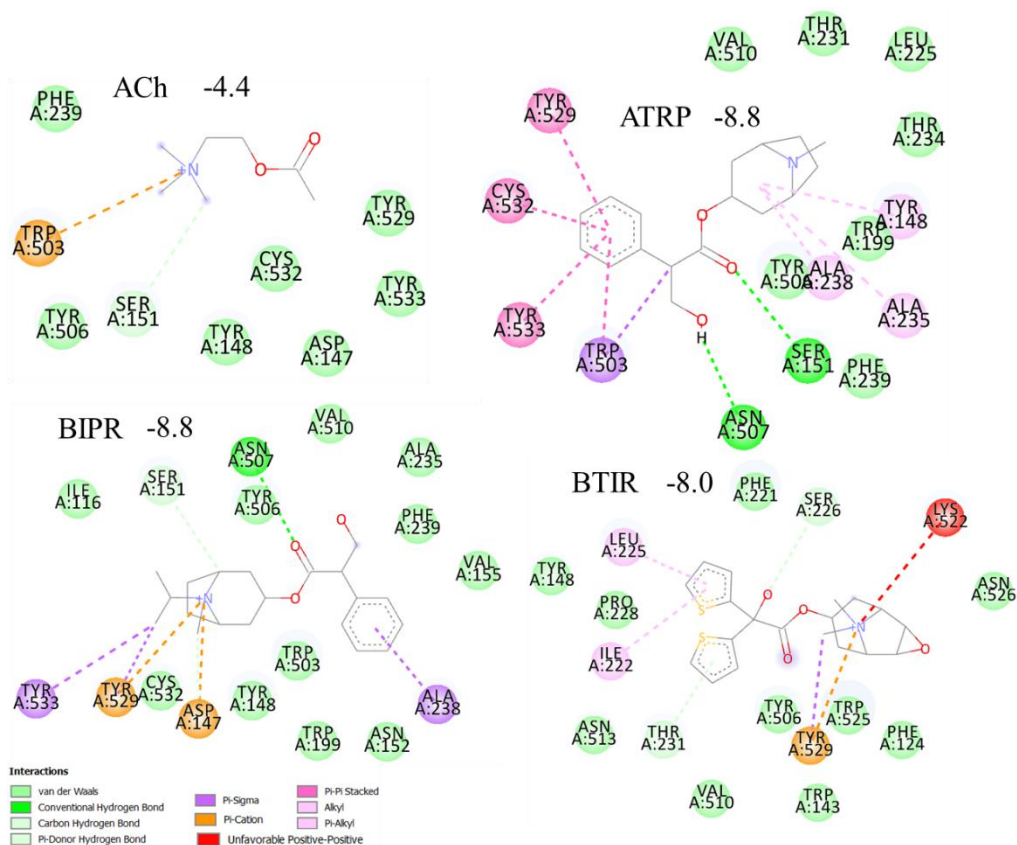 ACh -4.4
PHE
A:239
N
+
O
O
TRP
A:503
TYR
A:529
CYS
A:532
TYR
A:533
TYR
A:506
SER
A:151
TYR
A:148
ASP
A:147
ATRP -8.8
VAL
A:510
THR
A:231
LEU
A:225
TYR
A:529
THR
A:234
N
CYS
A:532
TYR
A:148
O
TRP
A:199
O
TYR
A:506
ALA
A:238
O
H
TYR
A:533
ALA
A:235
TRP
A:503
SER
A:151
PHE
A:239
ASN
A:507
BIPR -8.8
VAL
A:510
ASN
A:507
ALA
A:235
SER
A:151
ILE
A:116
TYR
A:506
PHE
A:239
O
O
VAL
A:155
N
+
O
TRP
A:503
TYR
A:533
TYR
A:529
CYS
A:532
ASP
A:147
TYR
A:148
ALA
A:238
TRP
A:199
ASN
A:152
BTIR -8.0
PHE
A:221
SER
A:226
LYS
A:522
LEU
A:225
TYR
A:148
ASN
A:526
PRO
A:228
S
O
O
N
+
ILE
A:222
S
O
O
TYR
A:506
TRP
A:525
ASN
A:513
THR
A:231
TYR
A:529
PHE
A:124
VAL
A:510
TRP
A:143
Interactions
van der Waals
Conventional Hydrogen Bond
Carbon Hydrogen Bond
Pi-Donor Hydrogen Bond
Pi-Sigma
Pi-Cation
Pi-Pi Stacked
Alkyl
Pi-Alkyl
Unfavorable Positive-Positive